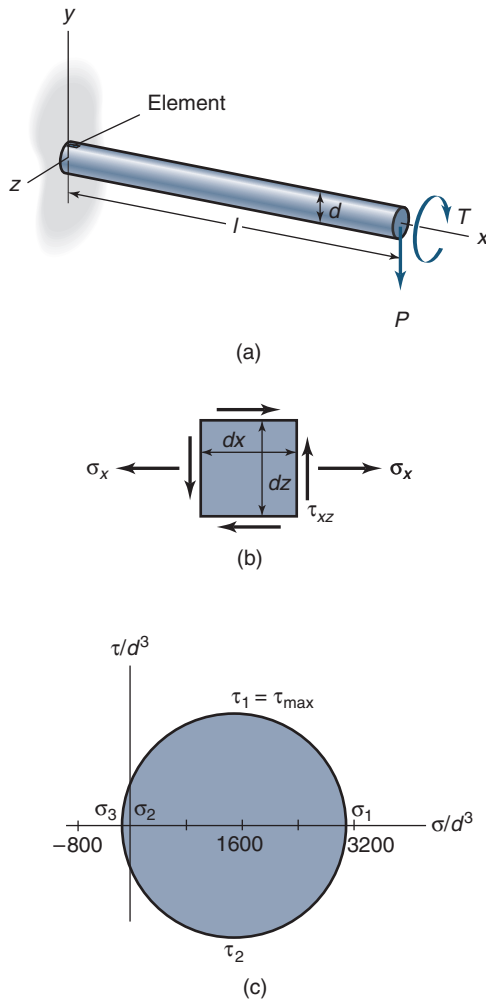 y
Element
z
d
l
T
x
P
(a)
σx
dx
dz
σx
τxz
(b)
τ/d³
τ1 = τmax
σ3
σ2
σ1
σ/d³
−800
1600
3200
τ2
(c)